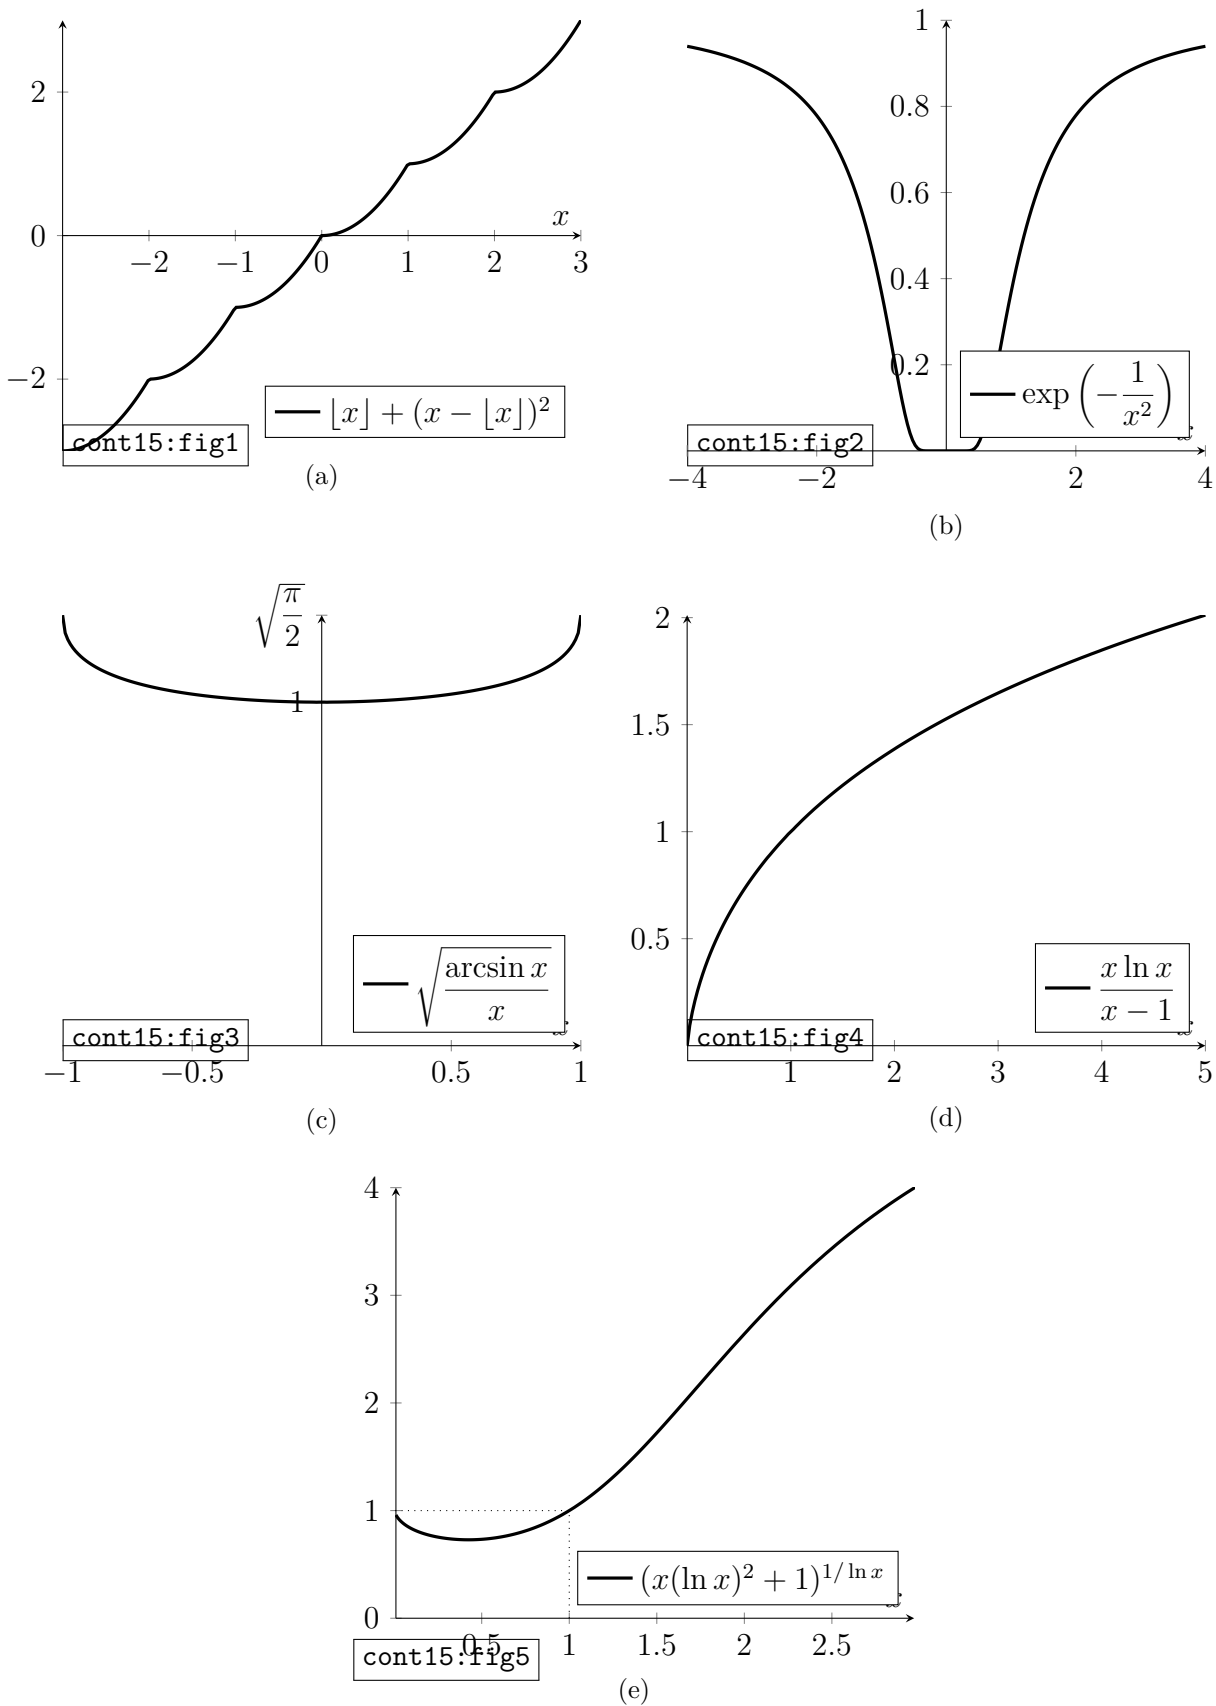 2
0
−2
−2 −1 0 1 2 3
x
⌊x⌋ + (x − ⌊x⌋)²
cont15:fig1
(a)
1
0.8
0.6
0.4
0.2
−4 −2 2 4
x
exp(−1/x²)
cont15:fig2
(b)
√(π/2)
1
−1 −0.5 0.5 1
x
√(arcsin x/x)
cont15:fig3
(c)
2
1.5
1
0.5
1 2 3 4 5
x
x ln x/x − 1
cont15:fig4
(d)
4
3
2
1
0
0.5 1 1.5 2 2.5
x
(x(ln x)² + 1)^{1/ ln x}
cont15:fig5
(e)